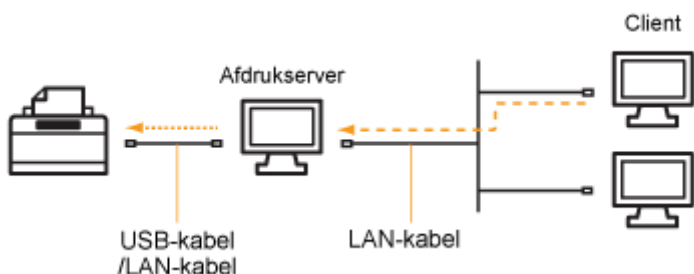 Client
Afdrukserver
USB-kabel
/LAN-kabel
LAN-kabel